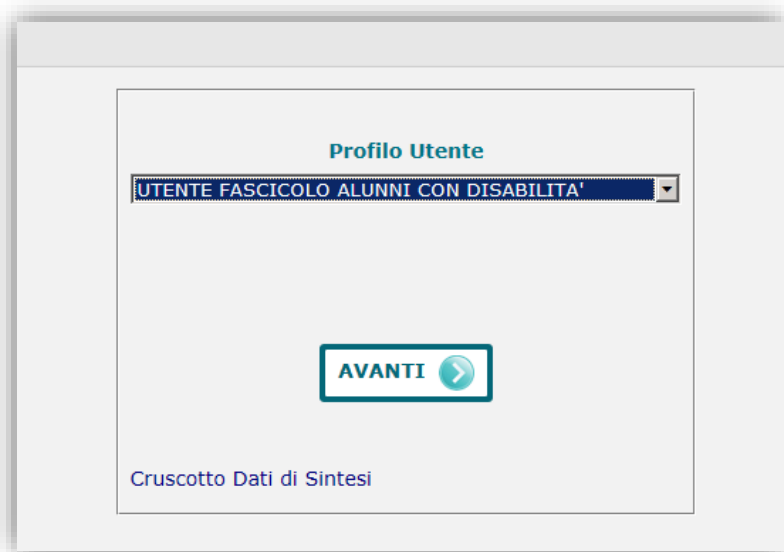 Profilo Utente
UTENTE FASCICOLO ALUNNI CON DISABILITA'
AVANTI
Cruscotto Dati di Sintesi